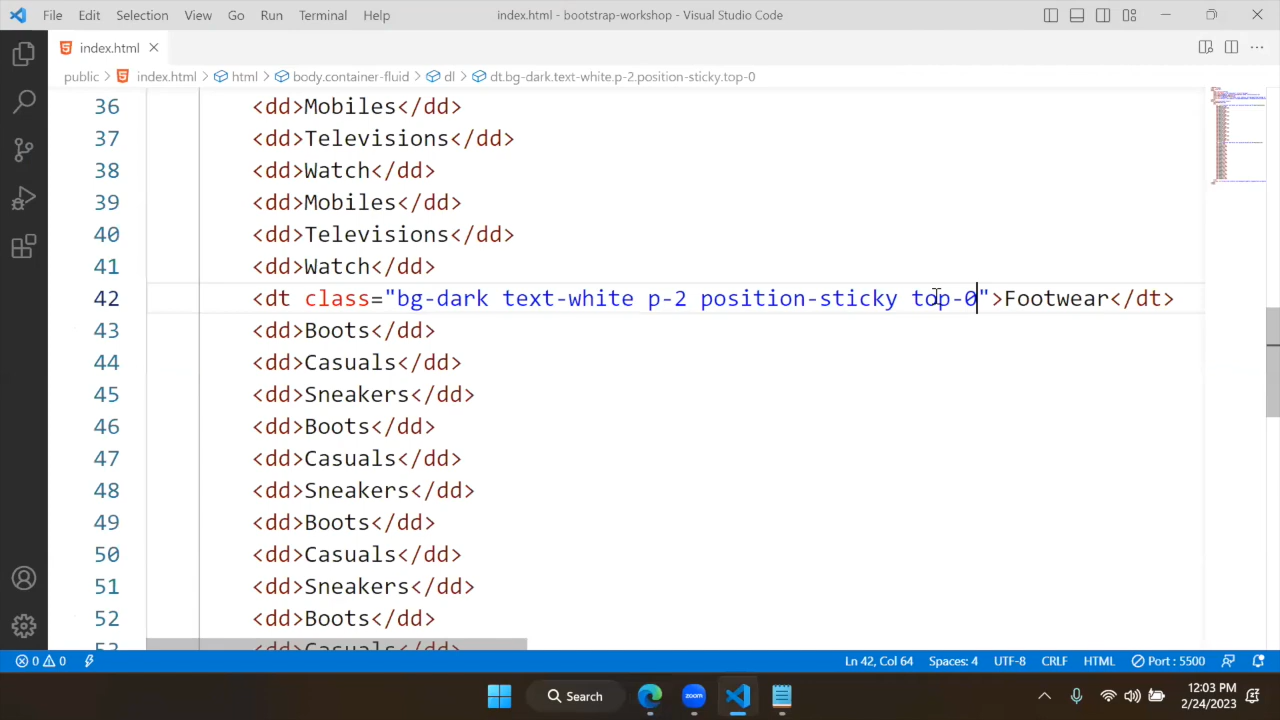 File Edit Selection View Go Run Terminal Help index.html - bootstrap-workshop - Visual Studio Code
index.html
public > index.html > html > body.container-fluid > dl > dt.bg-dark.text-white.p-2.position-sticky.top-0
36 <dd>Mobiles</dd>
37 <dd>Televisions</dd>
38 <dd>Watch</dd>
39 <dd>Mobiles</dd>
40 <dd>Televisions</dd>
41 <dd>Watch</dd>
42 <dt class="bg-dark text-white p-2 position-sticky top-0">Footwear</dt>
43 <dd>Boots</dd>
44 <dd>Casuals</dd>
45 <dd>Sneakers</dd>
46 <dd>Boots</dd>
47 <dd>Casuals</dd>
48 <dd>Sneakers</dd>
49 <dd>Boots</dd>
50 <dd>Casuals</dd>
51 <dd>Sneakers</dd>
52 <dd>Boots</dd>
53 <dd>Casuals</dd>
0 0 Ln 42, Col 64 Spaces: 4 UTF-8 CRLF HTML Port : 5500
Search zoom 12:03 PM
2/24/2023